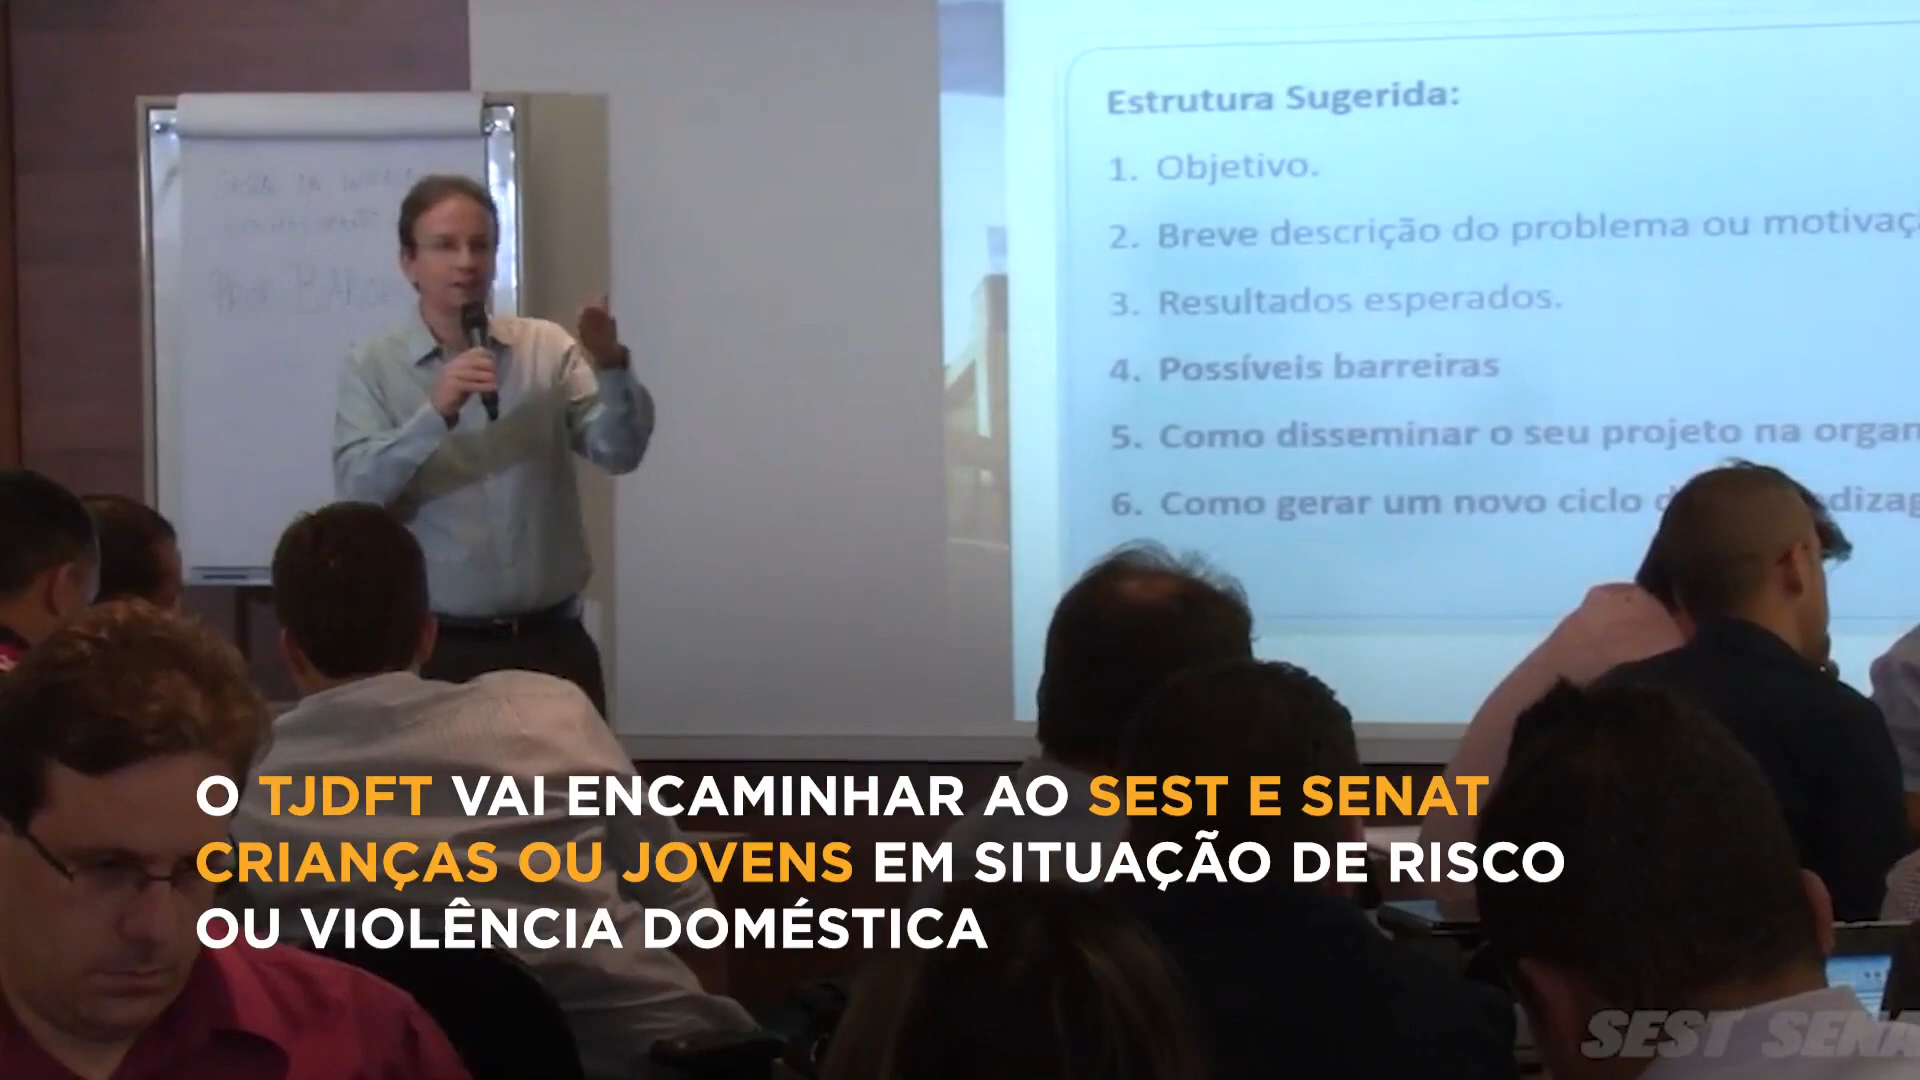 Estrutura Sugerida:
1. Objetivo.
2. Breve descrição do problema ou motivaç
3. Resultados esperados.
4. Possíveis barreiras
5. Como disseminar o seu projeto na organ
6. Como gerar um novo ciclo d dizag
PROF
O TJDFT VAI ENCAMINHAR AO SEST E SENAT
CRIANÇAS OU JOVENS EM SITUAÇÃO DE RISCO
OU VIOLÊNCIA DOMÉSTICA
SEST SENA